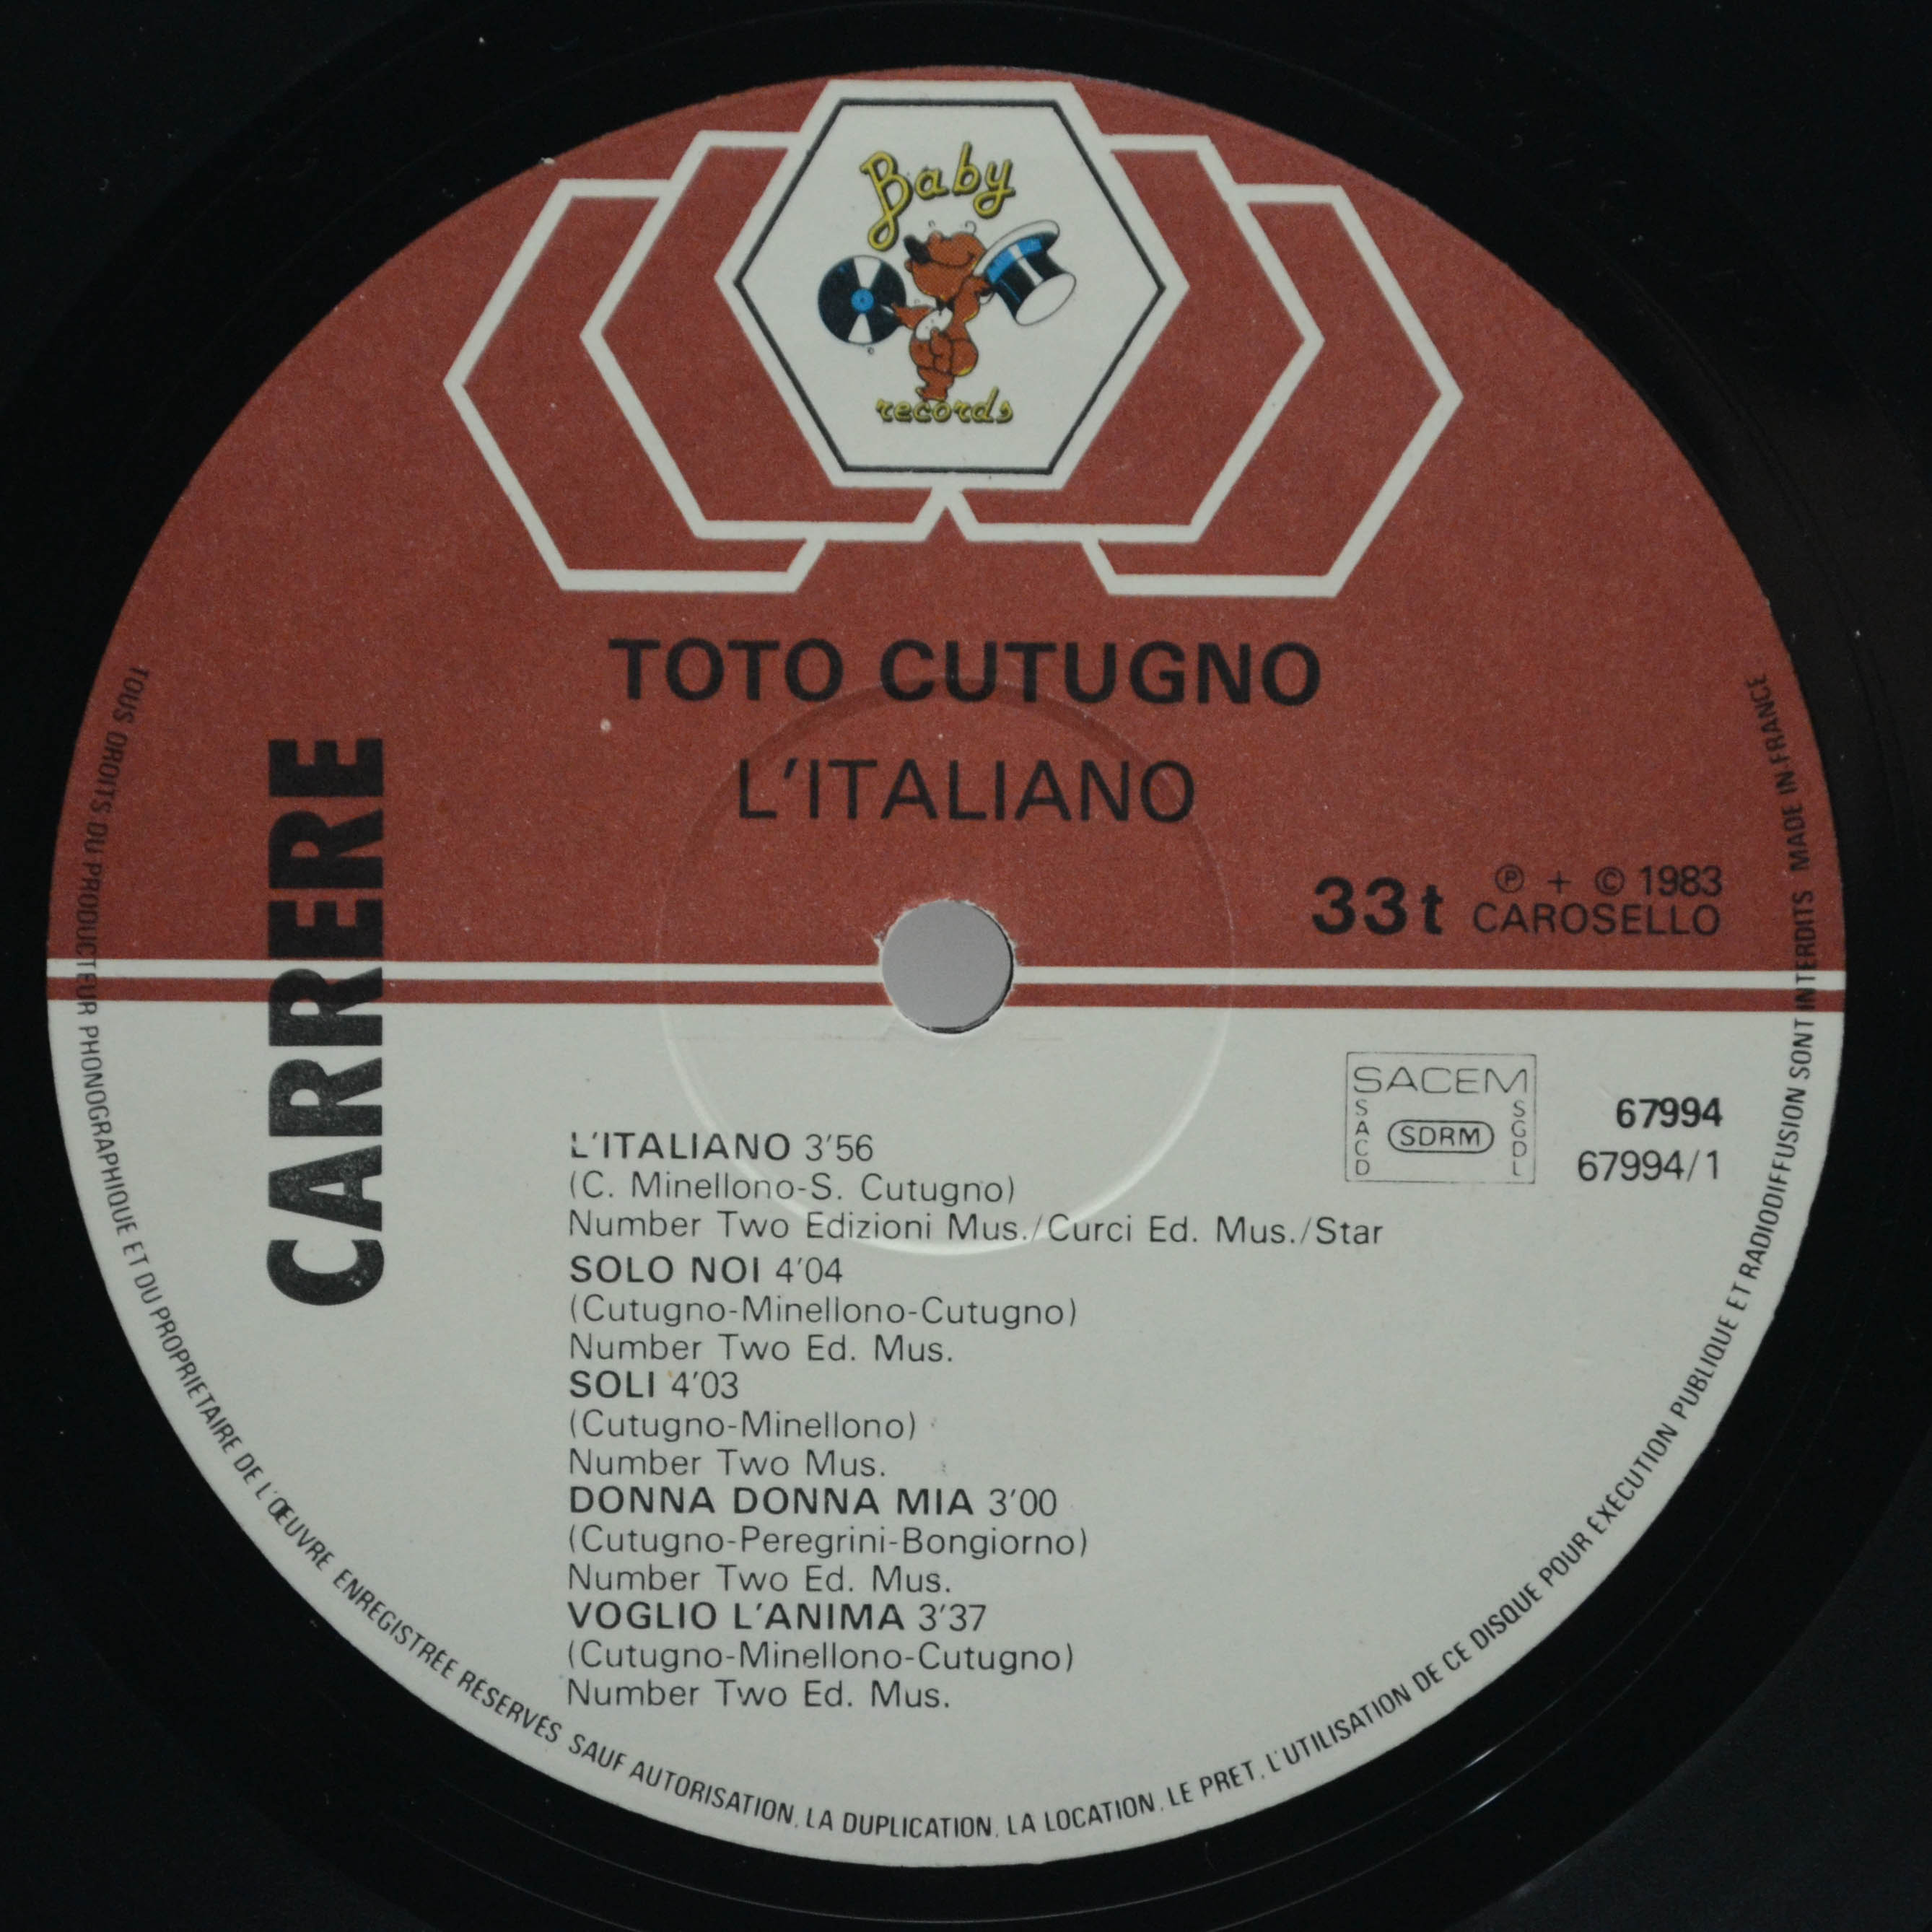 Baby
records
TOTO CUTUGNO
L'ITALIANO
CARRERE
33t
℗ + © 1983
CAROSELLO
SACEM
SACD
SDRM
SGDL
67994
67994/1
L'ITALIANO 3'56
(C. Minellono-S. Cutugno)
Number Two Edizioni Mus./Curci Ed. Mus./Star
SOLO NOI 4'04
(Cutugno-Minellono-Cutugno)
Number Two Ed. Mus.
SOLI 4'03
(Cutugno-Minellono)
Number Two Mus.
DONNA DONNA MIA 3'00
(Cutugno-Peregrini-Bongiorno)
Number Two Ed. Mus.
VOGLIO L'ANIMA 3'37
(Cutugno-Minellono-Cutugno)
Number Two Ed. Mus.
TOUS DROITS DU PRODUCTEUR PHONOGRAPHIQUE ET DU PROPRIETAIRE DE L'ŒUVRE ENREGISTRÉE RÉSERVÉS SAUF AUTORISATION. LA DUPLICATION. LA LOCATION. LE PRET. L'UTILISATION DE CE DISQUE POUR EXÉCUTION PUBLIQUE ET RADIODIFFUSION SONT INTERDITS MADE IN FRANCE